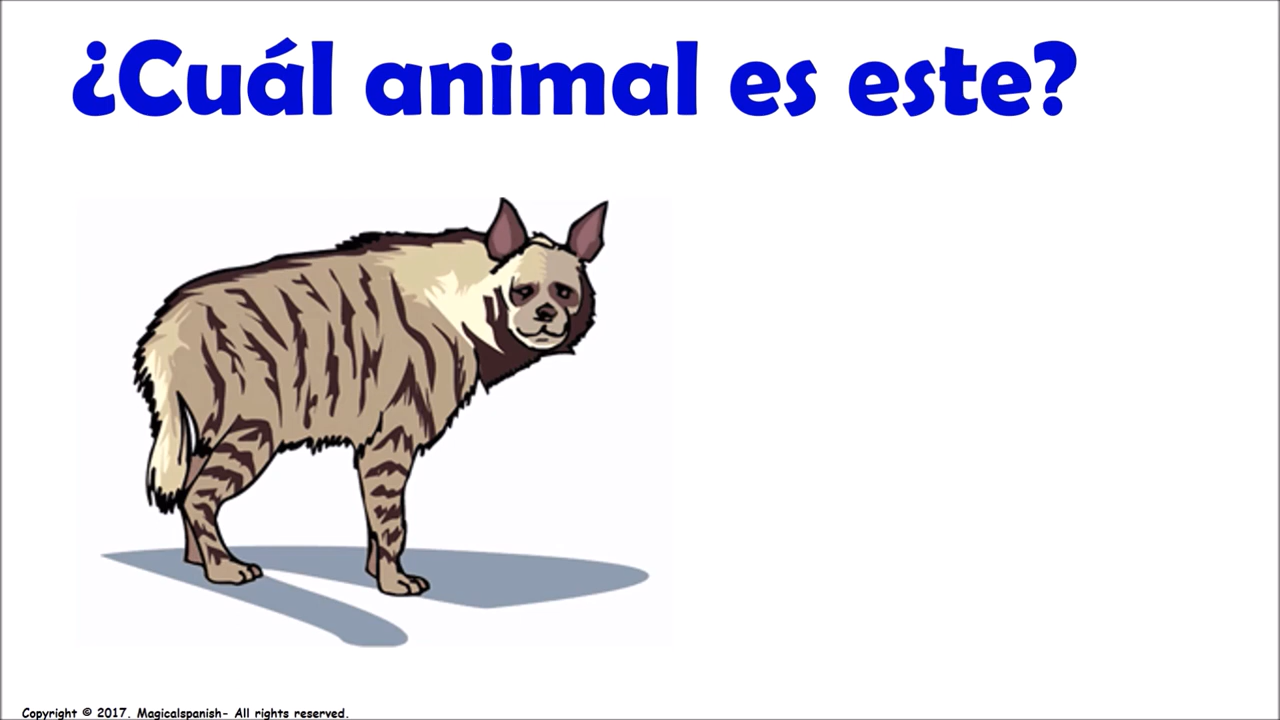 ¿Cuál animal es este?
Copyright © 2017. Magicalspanish- All rights reserved.